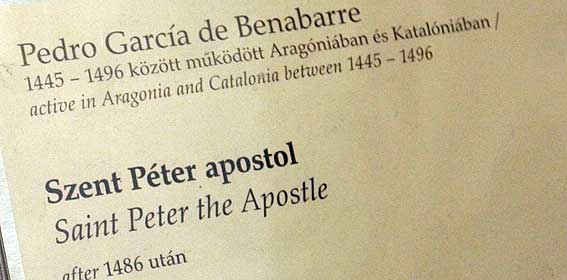 Pedro García de Benabarre
1445 – 1496 között működött Aragóniában és Katalóniában /
active in Aragonia and Catalonia between 1445 – 1496
Szent Péter apostol
Saint Peter the Apostle
after 1486 után